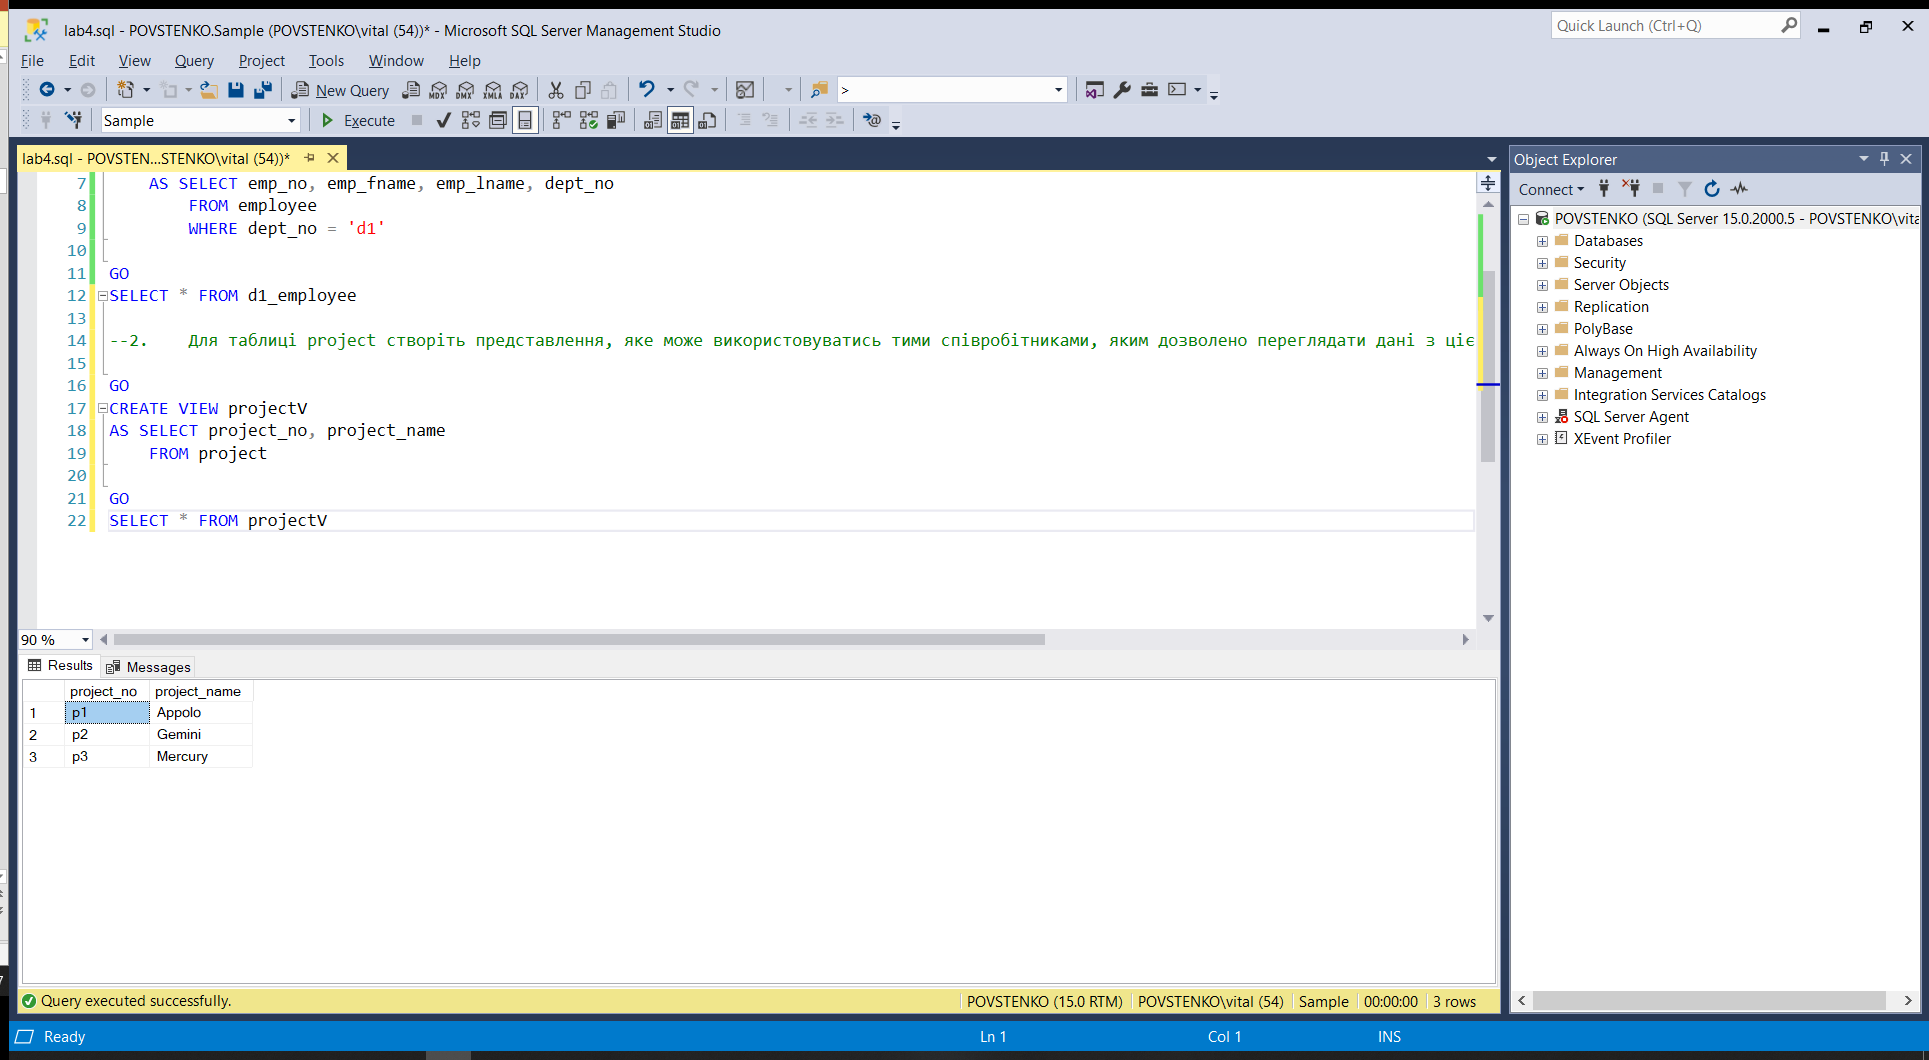 lab4.sql - POVSTENKO.Sample (POVSTENKO\vital (54))* - Microsoft SQL Server Management Studio
Quick Launch (Ctrl+Q)
File Edit View Query Project Tools Window Help
New Query MDX DMX XMLA DAX >
Sample Execute
lab4.sql - POVSTEN...STENKO\vital (54))*
7 AS SELECT emp_no, emp_fname, emp_lname, dept_no
8 FROM employee
9 WHERE dept_no = 'd1'
10
11 GO
12 SELECT * FROM d1_employee
13
14 --2. Для таблиці project створіть представлення, яке може використовуватись тими співробітниками, яким дозволено переглядати дані з ціє
15
16 GO
17 CREATE VIEW projectV
18 AS SELECT project_no, project_name
19 FROM project
20
21 GO
22 SELECT * FROM projectV
90 %
Results Messages
project_no project_name
1 p1 Appolo
2 p2 Gemini
3 p3 Mercury
Query executed successfully. POVSTENKO (15.0 RTM) POVSTENKO\vital (54) Sample 00:00:00 3 rows
Object Explorer
Connect
POVSTENKO (SQL Server 15.0.2000.5 - POVSTENKO\vita
Databases
Security
Server Objects
Replication
PolyBase
Always On High Availability
Management
Integration Services Catalogs
SQL Server Agent
XEvent Profiler
Ready Ln 1 Col 1 INS